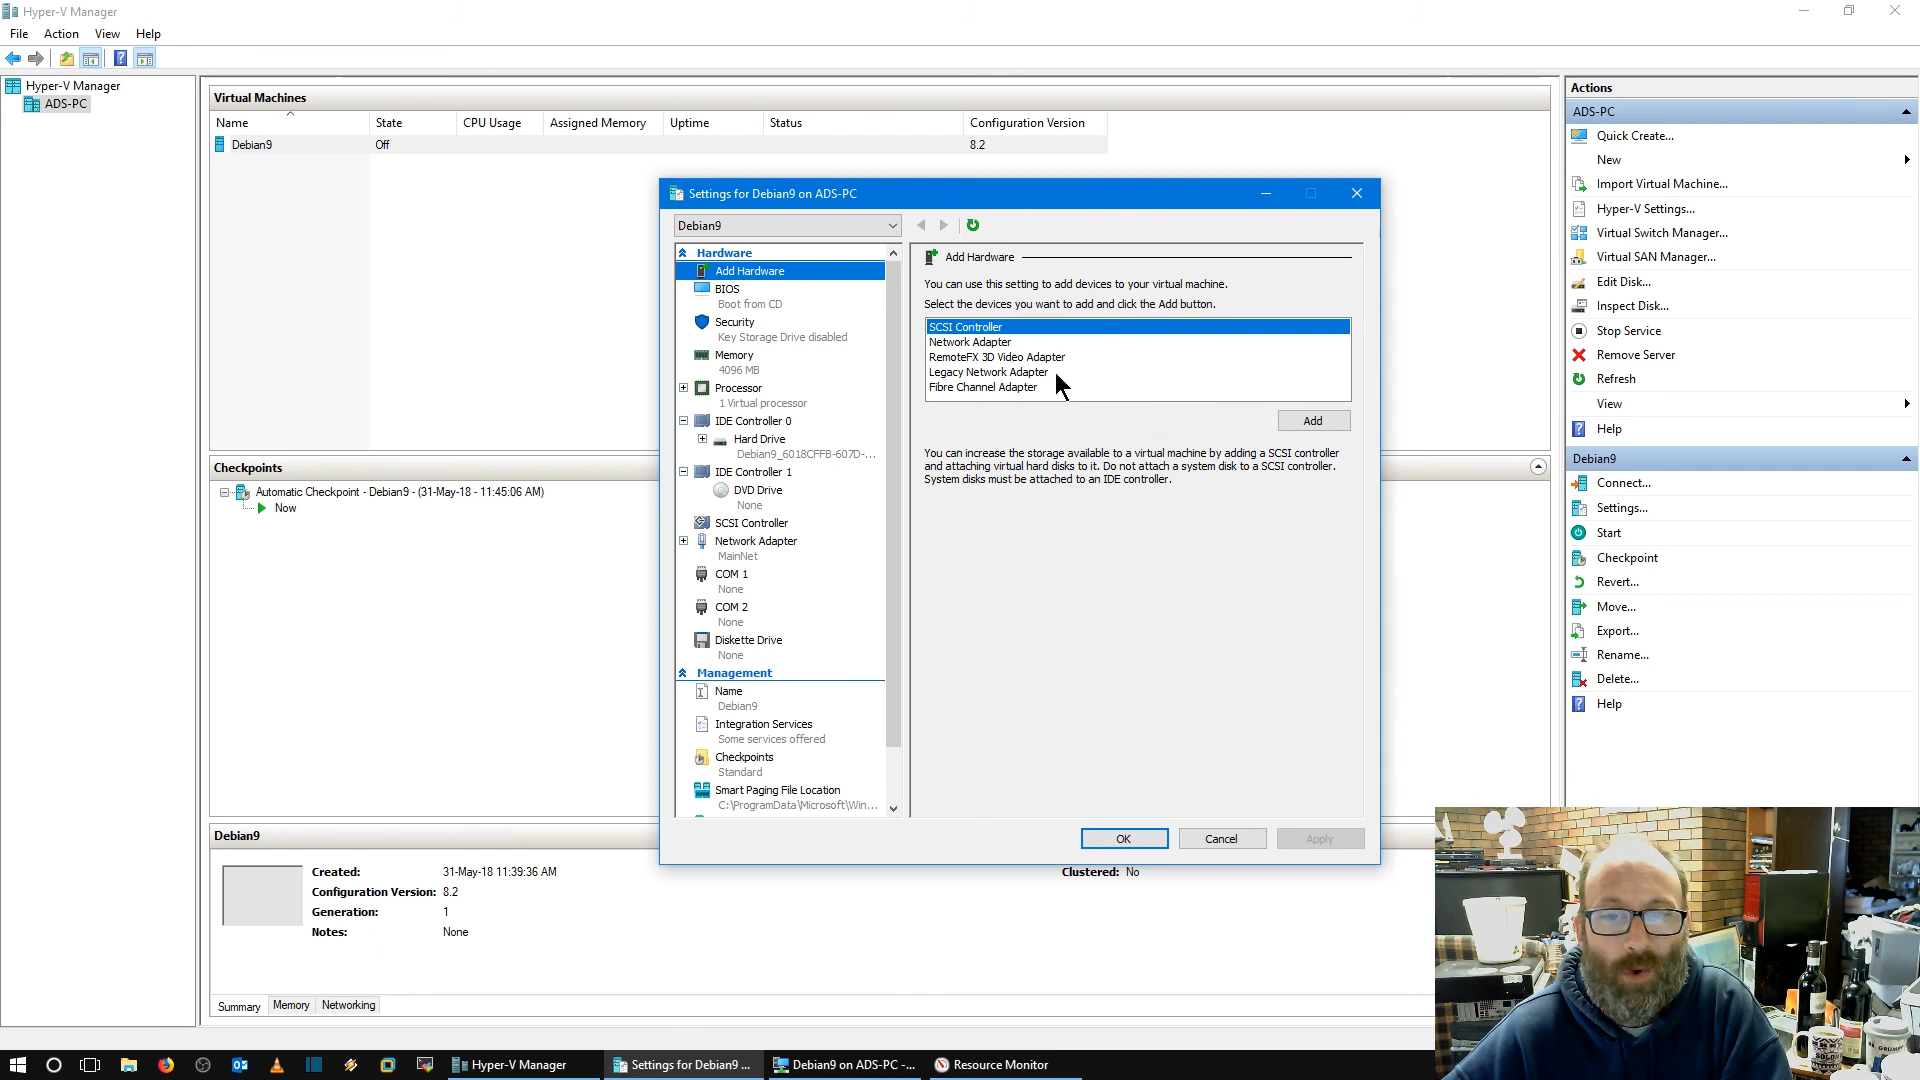 Hyper-V Manager
File Action View Help
Hyper-V Manager
ADS-PC
Virtual Machines
Name State CPU Usage Assigned Memory Uptime Status Configuration Version
Debian9 Off 8.2
Checkpoints
Automatic Checkpoint - Debian9 - (31-May-18 - 11:45:06 AM)
Now
Debian9
Created: 31-May-18 11:39:36 AM Clustered: No
Configuration Version: 8.2
Generation: 1
Notes: None
Summary Memory Networking
Settings for Debian9 on ADS-PC
Debian9
Hardware
Add Hardware
BIOS
Boot from CD
Security
Key Storage Drive disabled
Memory
4096 MB
Processor
1 Virtual processor
IDE Controller 0
Hard Drive
Debian9_6018CFFB-607D-...
IDE Controller 1
DVD Drive
None
SCSI Controller
Network Adapter
MainNet
COM 1
None
COM 2
None
Diskette Drive
None
Management
Name
Debian9
Integration Services
Some services offered
Checkpoints
Standard
Smart Paging File Location
C:\ProgramData\Microsoft\Win...
Add Hardware
You can use this setting to add devices to your virtual machine.
Select the devices you want to add and click the Add button.
SCSI Controller
Network Adapter
RemoteFX 3D Video Adapter
Legacy Network Adapter
Fibre Channel Adapter
Add
You can increase the storage available to a virtual machine by adding a SCSI controller
and attaching virtual hard disks to it. Do not attach a system disk to a SCSI controller.
System disks must be attached to an IDE controller.
OK Cancel Apply
Actions
ADS-PC
Quick Create...
New
Import Virtual Machine...
Hyper-V Settings...
Virtual Switch Manager...
Virtual SAN Manager...
Edit Disk...
Inspect Disk...
Stop Service
Remove Server
Refresh
View
Help
Debian9
Connect...
Settings...
Start
Checkpoint
Revert...
Move...
Export...
Rename...
Delete...
Help
Hyper-V Manager Settings for Debian9 ... Debian9 on ADS-PC -... Resource Monitor